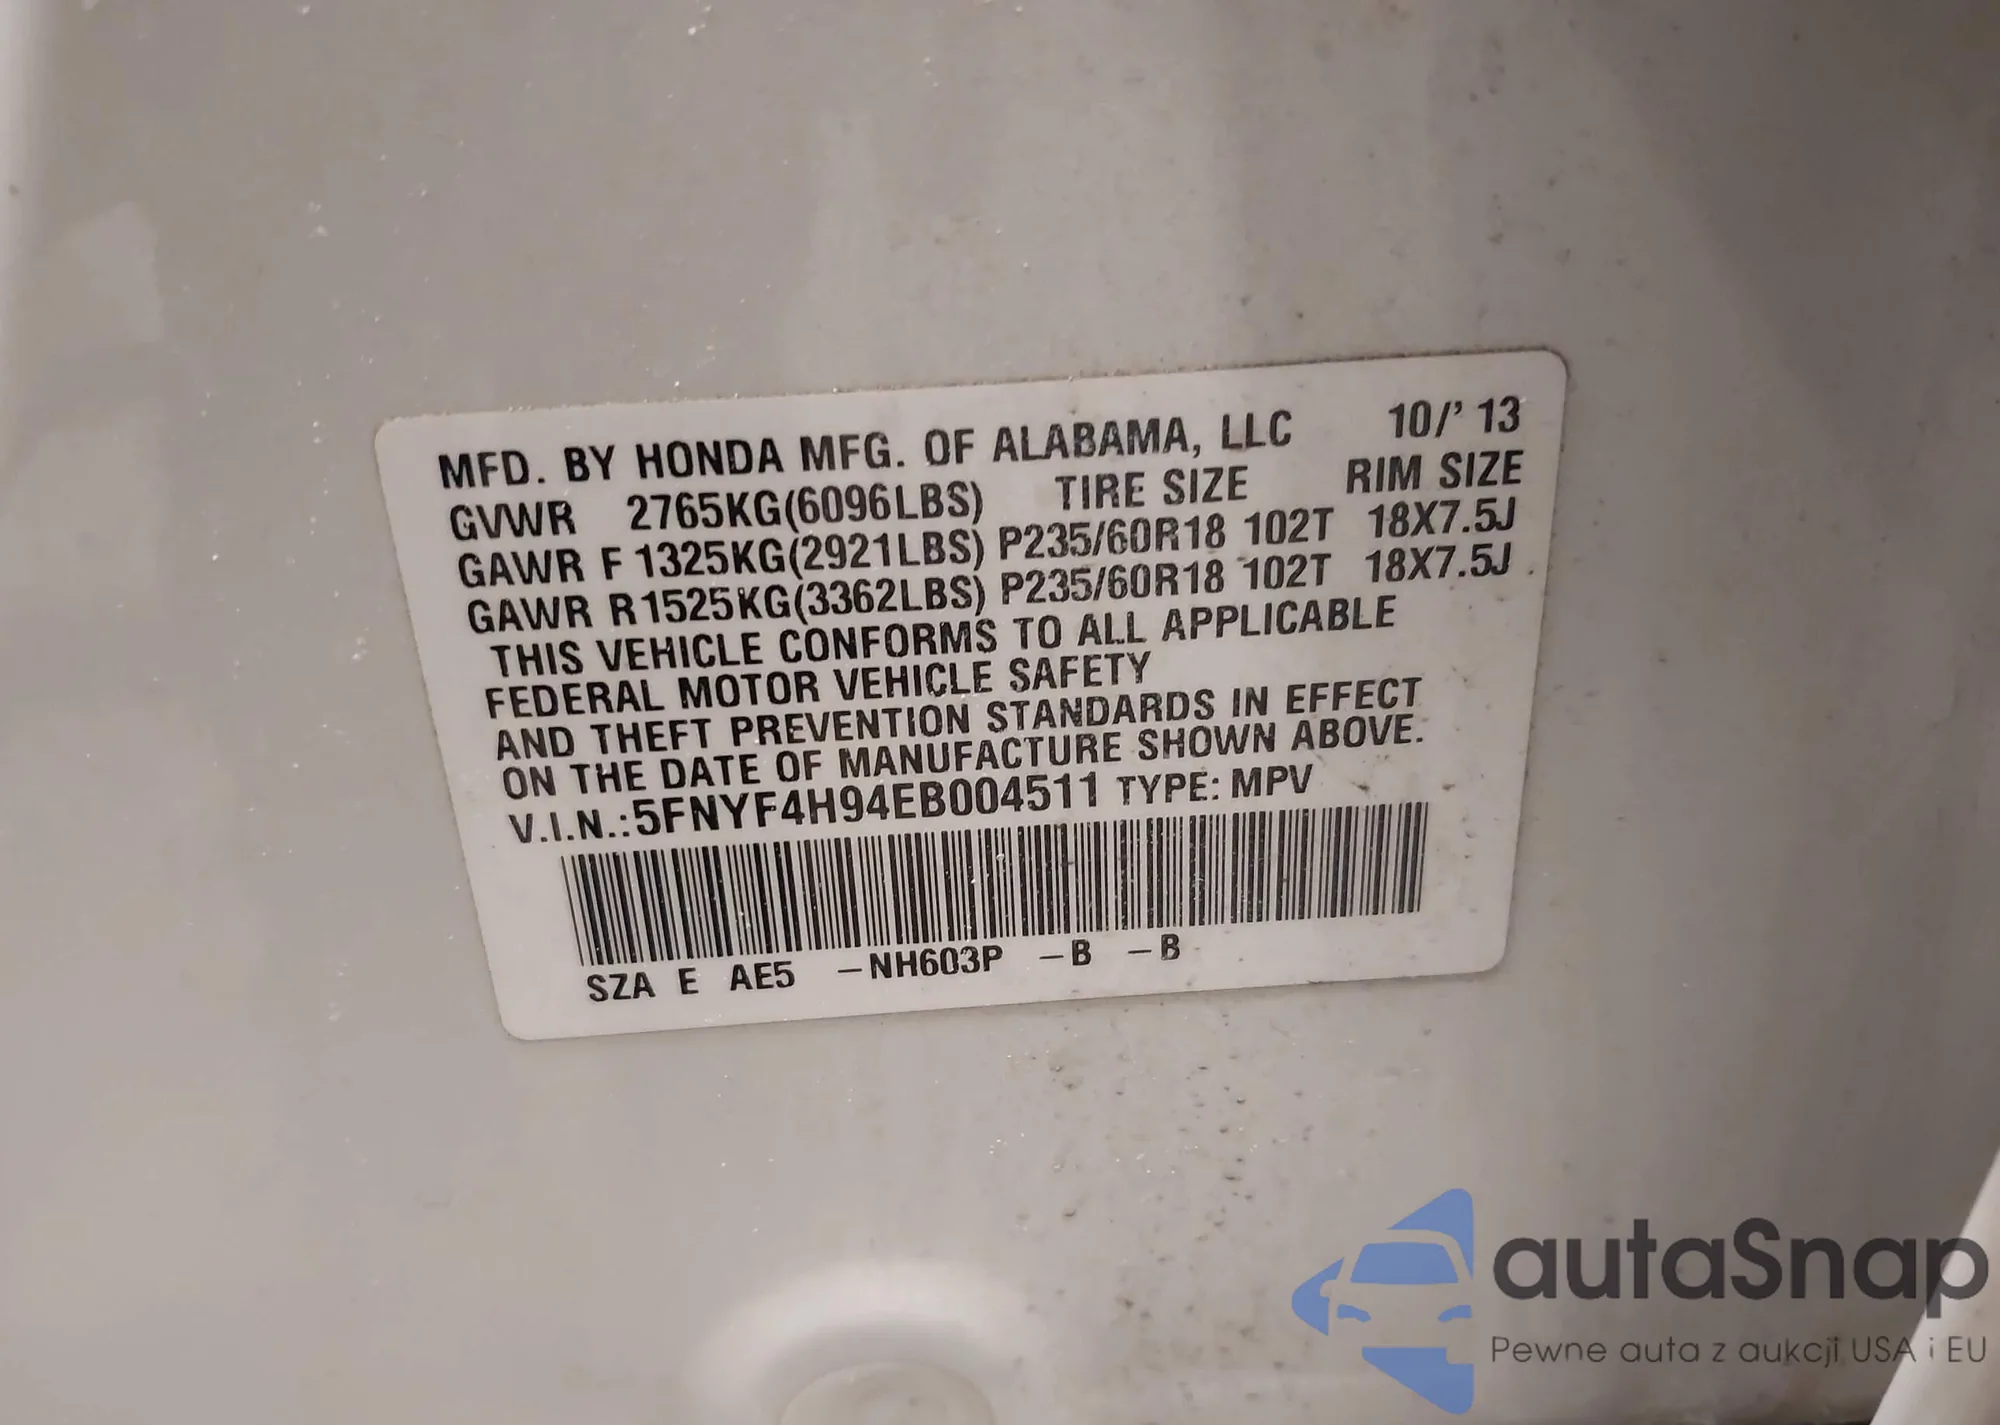 MFD. BY HONDA MFG. OF ALABAMA, LLC 10/' 13
GVWR 2765KG(6096LBS) TIRE SIZE RIM SIZE
GAWR F 1325KG(2921LBS) P235/60R18 102T 18X7.5J
GAWR R1525KG(3362LBS) P235/60R18 102T 18X7.5J
THIS VEHICLE CONFORMS TO ALL APPLICABLE
FEDERAL MOTOR VEHICLE SAFETY
AND THEFT PREVENTION STANDARDS IN EFFECT
ON THE DATE OF MANUFACTURE SHOWN ABOVE.
V.I.N.:5FNYF4H94EB004511 TYPE: MPV
SZA E AE5 -NH603P -B -B
autaSnap
Pewne auta z aukcji USA i EU